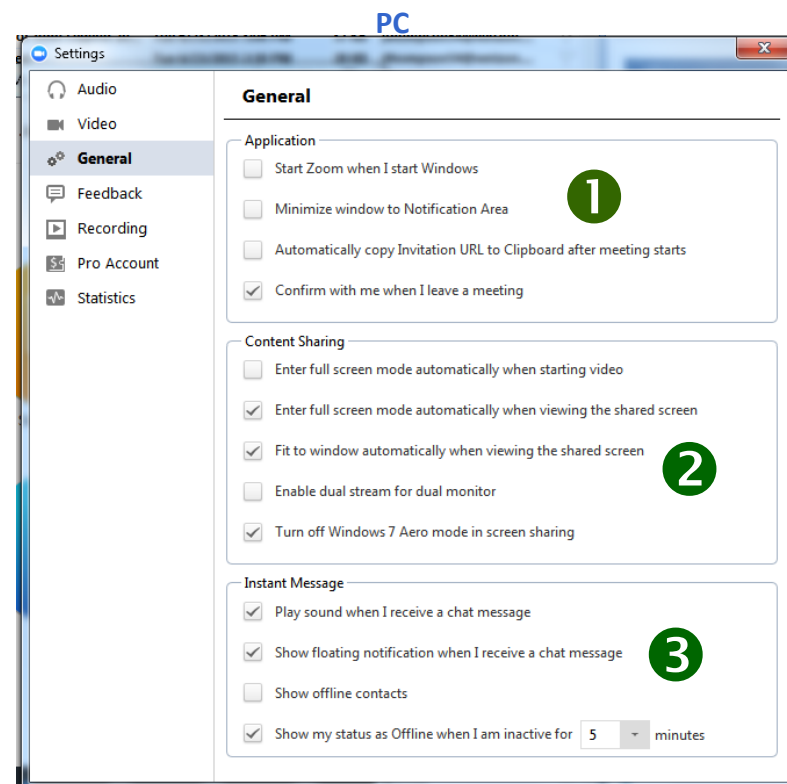 PC
Settings
x
Audio
Video
General
Feedback
Recording
Pro Account
Statistics
General
Application
Start Zoom when I start Windows
Minimize window to Notification Area
Automatically copy Invitation URL to Clipboard after meeting starts
Confirm with me when I leave a meeting
1
Content Sharing
Enter full screen mode automatically when starting video
Enter full screen mode automatically when viewing the shared screen
Fit to window automatically when viewing the shared screen
Enable dual stream for dual monitor
Turn off Windows 7 Aero mode in screen sharing
2
Instant Message
Play sound when I receive a chat message
Show floating notification when I receive a chat message
Show offline contacts
Show my status as Offline when I am inactive for 5 minutes
3